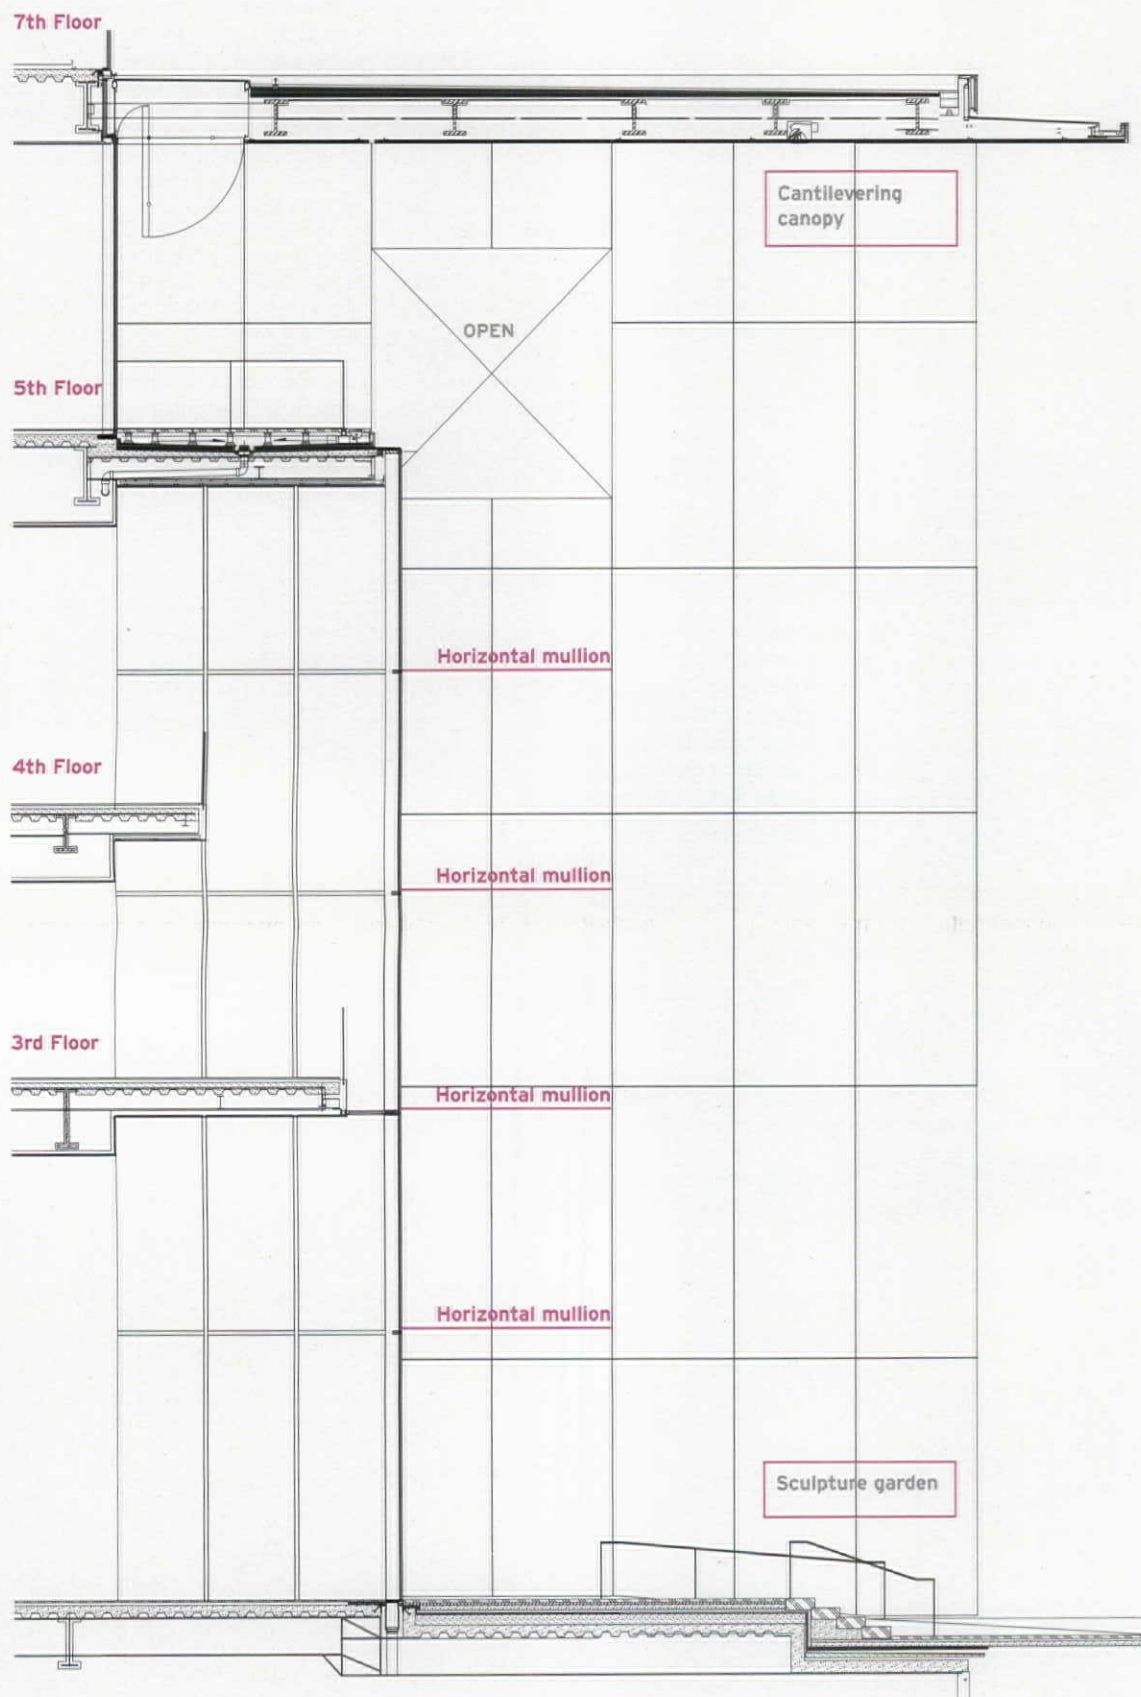 7th Floor
Cantilevering
canopy
OPEN
5th Floor
Horizontal mullion
4th Floor
Horizontal mullion
3rd Floor
Horizontal mullion
Horizontal mullion
Sculpture garden